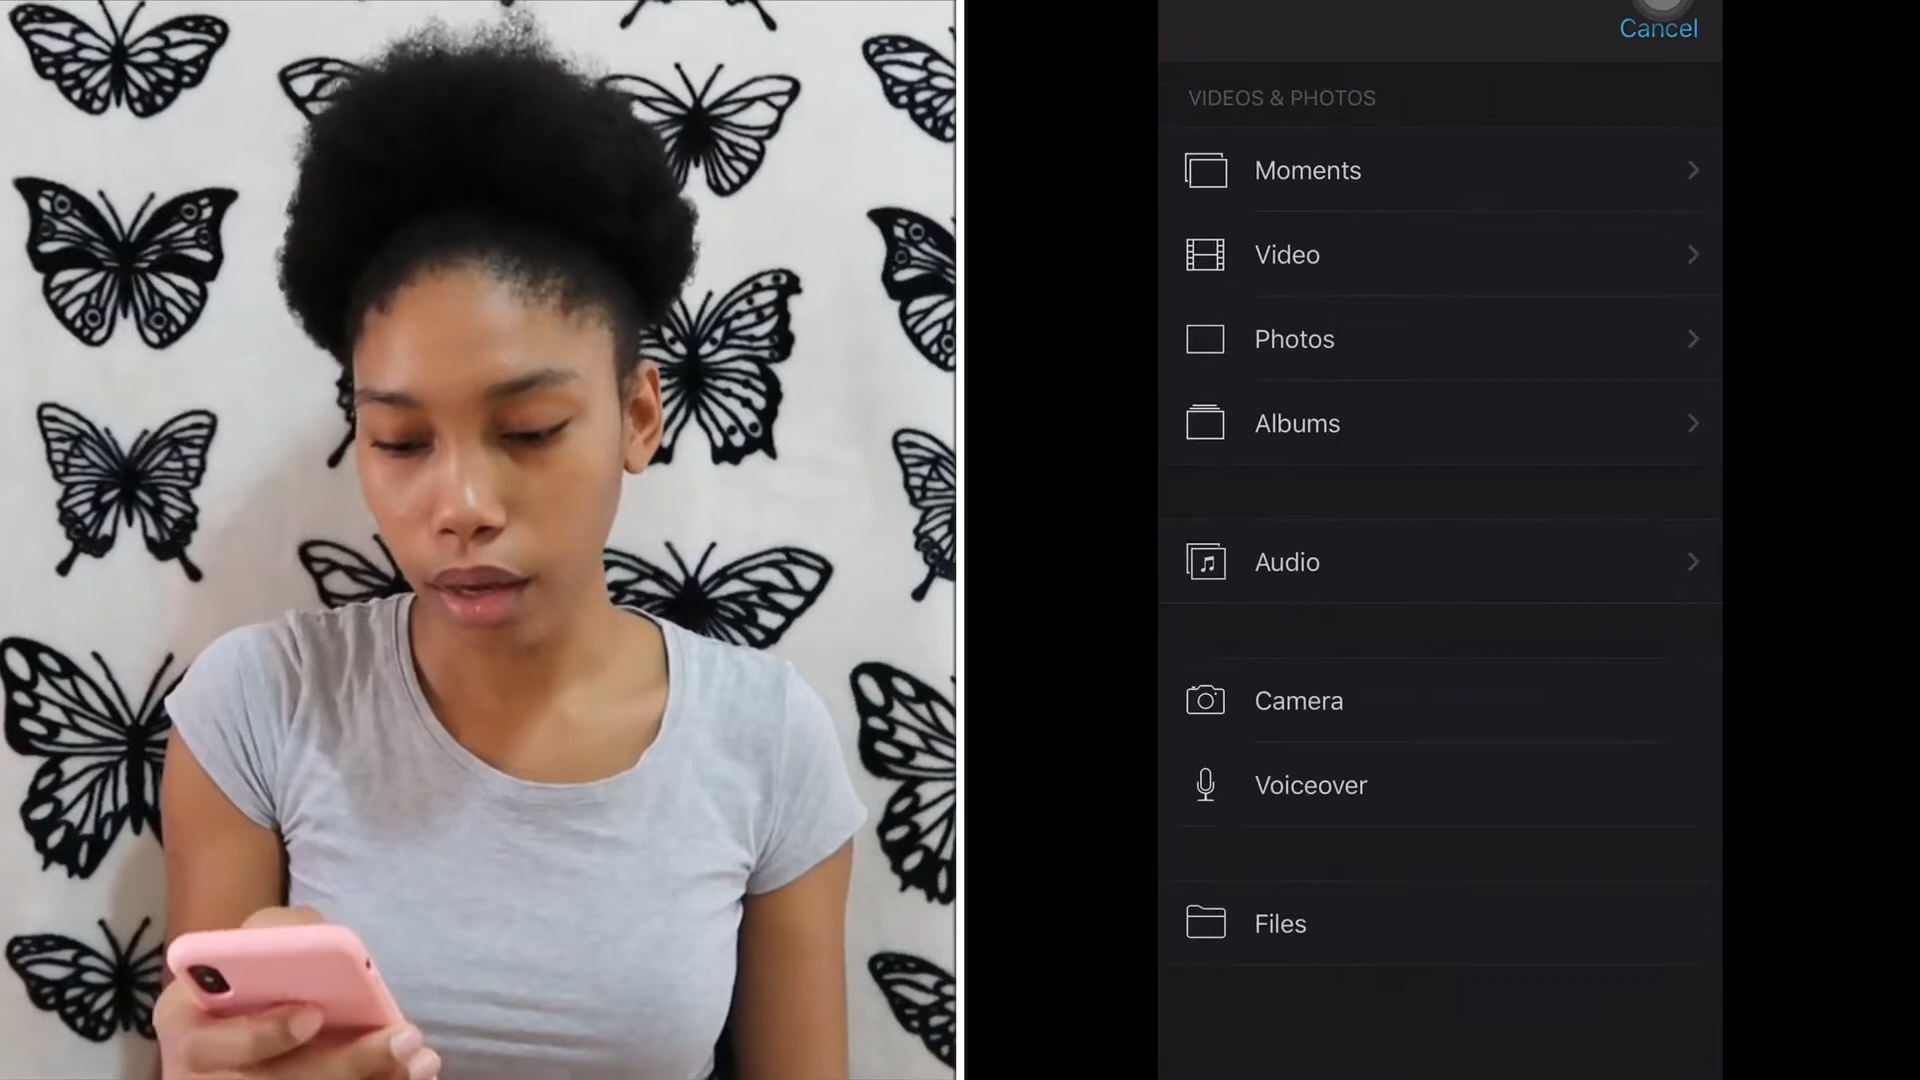 Cancel
VIDEOS & PHOTOS
Moments
Video
Photos
Albums
Audio
Camera
Voiceover
Files